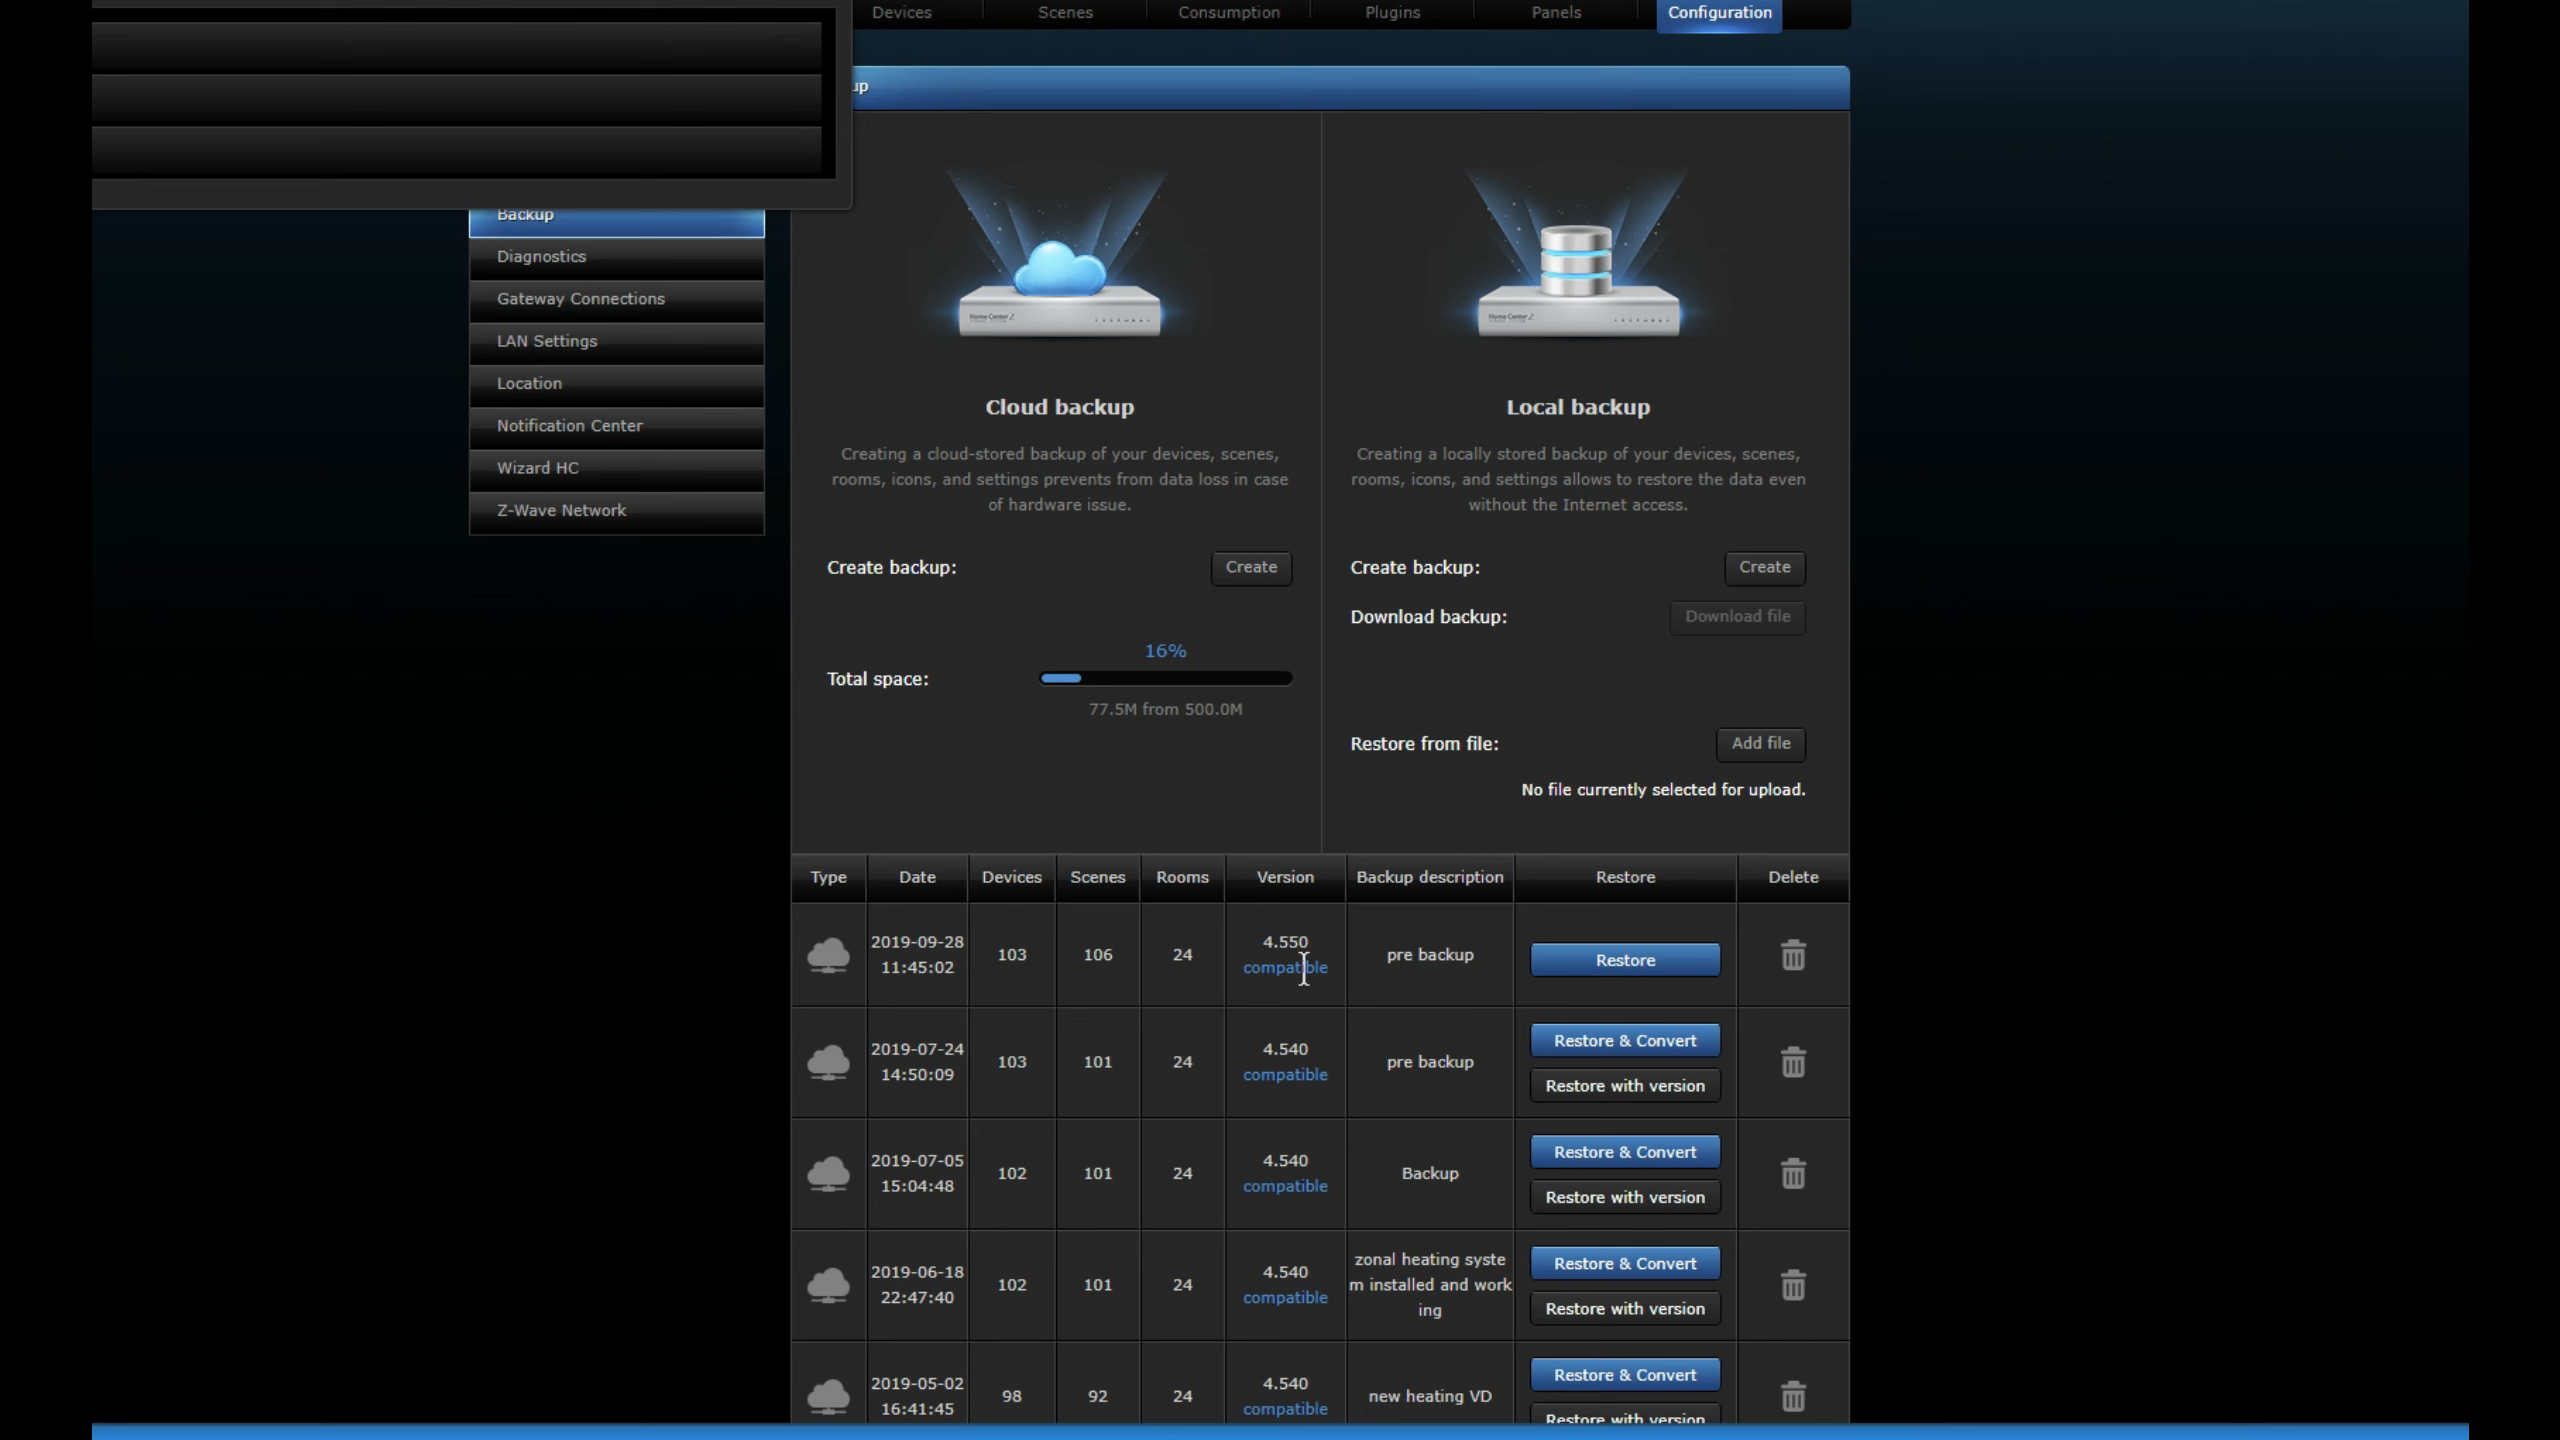 Devices
Scenes
Consumption
Plugins
Panels
Configuration
up
Backup
Diagnostics
Gateway Connections
LAN Settings
Location
Notification Center
Wizard HC
Z-Wave Network
Home Center 2
Cloud backup
Creating a cloud-stored backup of your devices, scenes,
rooms, icons, and settings prevents from data loss in case
of hardware issue.
Create backup:
Create
16%
Total space:
77.5M from 500.0M
Home Center 2
Local backup
Creating a locally stored backup of your devices, scenes,
rooms, icons, and settings allows to restore the data even
without the Internet access.
Create backup:
Create
Download backup:
Download file
Restore from file:
Add file
No file currently selected for upload.
Type Date Devices Scenes Rooms Version Backup description Restore Delete
2019-09-28
11:45:02
103
106
24
4.550
compatible
pre backup
Restore
2019-07-24
14:50:09
103
101
24
4.540
compatible
pre backup
Restore & Convert
Restore with version
2019-07-05
15:04:48
102
101
24
4.540
compatible
Backup
Restore & Convert
Restore with version
2019-06-18
22:47:40
102
101
24
4.540
compatible
zonal heating syste
m installed and work
ing
Restore & Convert
Restore with version
2019-05-02
16:41:45
98
92
24
4.540
compatible
new heating VD
Restore & Convert
Restore with version